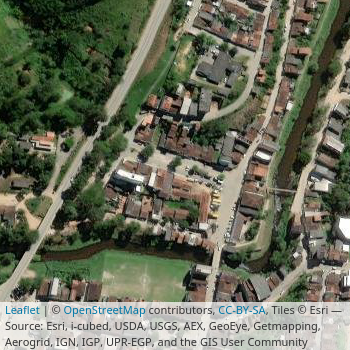 Leaflet | © OpenStreetMap contributors, CC-BY-SA, Tiles © Esri —
Source: Esri, i-cubed, USDA, USGS, AEX, GeoEye, Getmapping,
Aerogrid, IGN, IGP, UPR-EGP, and the GIS User Community